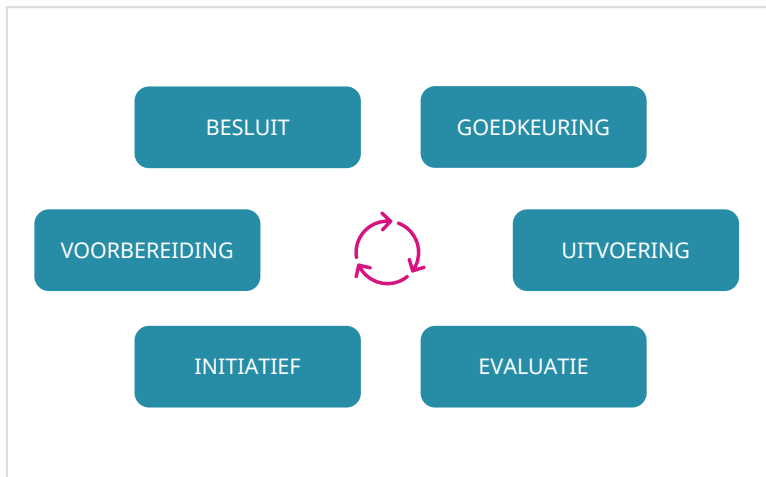 BESLUIT
GOEDKEURING
VOORBEREIDING
UITVOERING
INITIATIEF
EVALUATIE